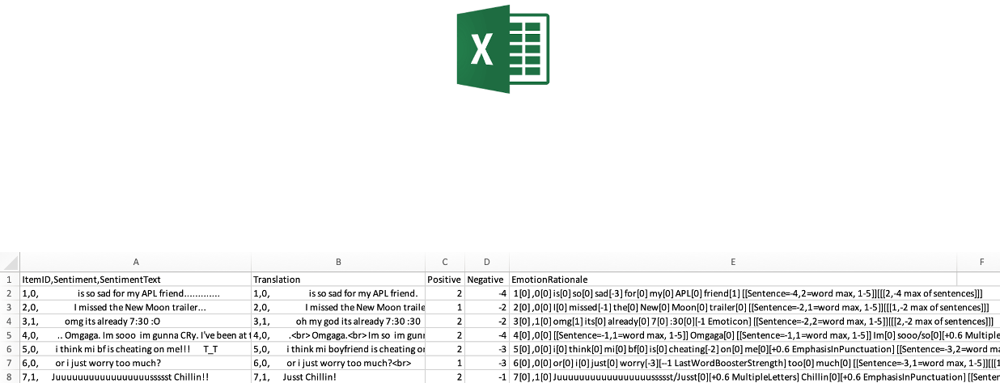 X
A B C D E F
1 ItemID,Sentiment,SentimentText Translation Positive Negative EmotionRationale
2 1,0, is so sad for my APL friend............. 1,0, is so sad for my APL friend. 2 -4 1[0] ,0[0] is[0] so[0] sad[-3] for[0] my[0] APL[0] friend[1] [[Sentence=-4,2=word max, 1-5]][[[2,-4 max of sentences]]]
3 2,0, I missed the New Moon trailer... 2,0, I missed the New Moon traile 1 -2 2[0] ,0[0] I[0] missed[-1] the[0] New[0] Moon[0] trailer[0] [[Sentence=-2,1=word max, 1-5]][[[1,-2 max of sentences]]]
4 3,1, omg its already 7:30 :O 3,1, oh my god its already 7:30 :30 2 -2 3[0] ,1[0] omg[1] its[0] already[0] 7[0] :30[0][-1 Emoticon] [[Sentence=-2,2=word max, 1-5]][[[2,-2 max of sentences]]]
5 4,0, .. Omgaga. Im sooo im gunna CRy. I've been at t 4,0, .<br> Omgaga.<br> Im so im gunn 2 -4 4[0] ,0[0] [[Sentence=-1,1=word max, 1-5]] Omgaga[0] [[Sentence=-1,1=word max, 1-5]] Im[0] sooo/so[0][+0.6 Multiple
6 5,0, i think mi bf is cheating on me!!! T_T 5,0, i think mi boyfriend is cheating or 2 -3 5[0] ,0[0] i[0] think[0] mi[0] bf[0] is[0] cheating[-2] on[0] me[0][+0.6 EmphasisInPunctuation] [[Sentence=-3,2=word ma
7 6,0, or i just worry too much? 6,0, or i just worry too much?<br> 1 -3 6[0] ,0[0] or[0] i[0] just[0] worry[-3][--1 LastWordBoosterStrength] too[0] much[0] [[Sentence=-3,1=word max, 1-5]][[[1
8 7,1, Juuuuuuuuuuuuuuuuussssst Chillin!! 7,1, Jusst Chillin! 2 -1 7[0] ,1[0] Juuuuuuuuuuuuuuuuussssst/Jusst[0][+0.6 MultipleLetters] Chillin[0][+0.6 EmphasisInPunctuation] [[Senter